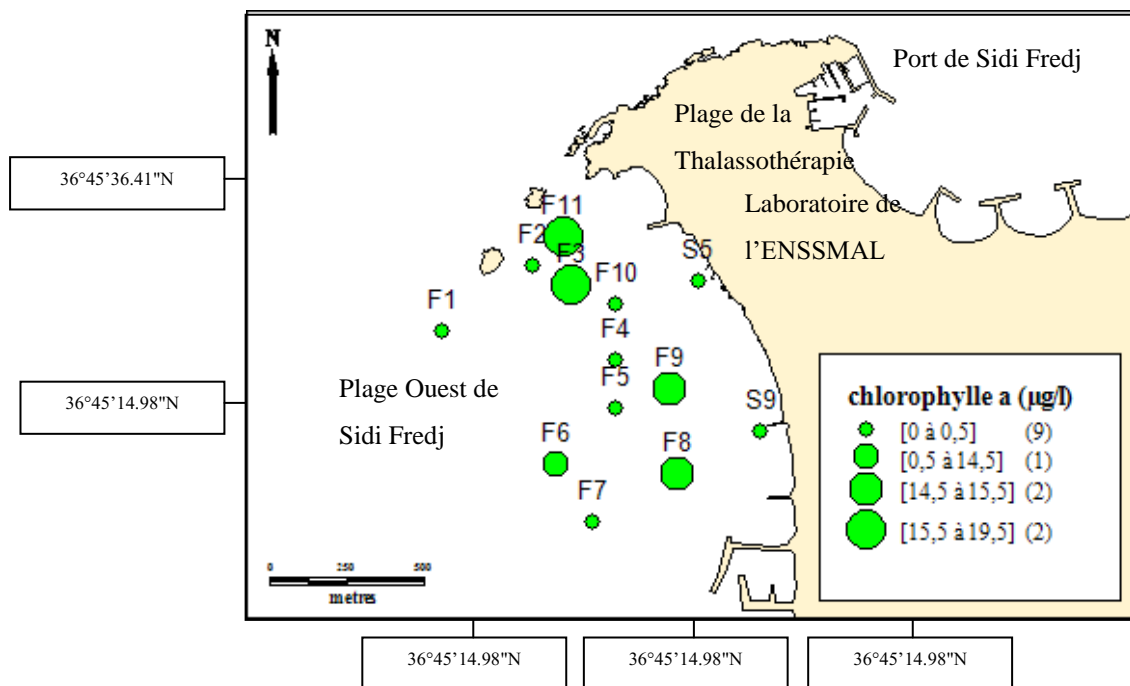 N
Port de Sidi Fredj
Plage de la
Thalassothérapie
36°45’36.41"N
Laboratoire de
l’ENSSMAL
F11
F2
F3
S5
F10
F1
F4
F9
F5
Plage Ouest de
Sidi Fredj
36°45’14.98"N
S9
F6
F8
F7
chlorophylle a (µg/l)
[0 à 0,5] (9)
[0,5 à 14,5] (1)
[14,5 à 15,5] (2)
[15,5 à 19,5] (2)
0 250 500
metres
36°45’14.98"N
36°45’14.98"N
36°45’14.98"N